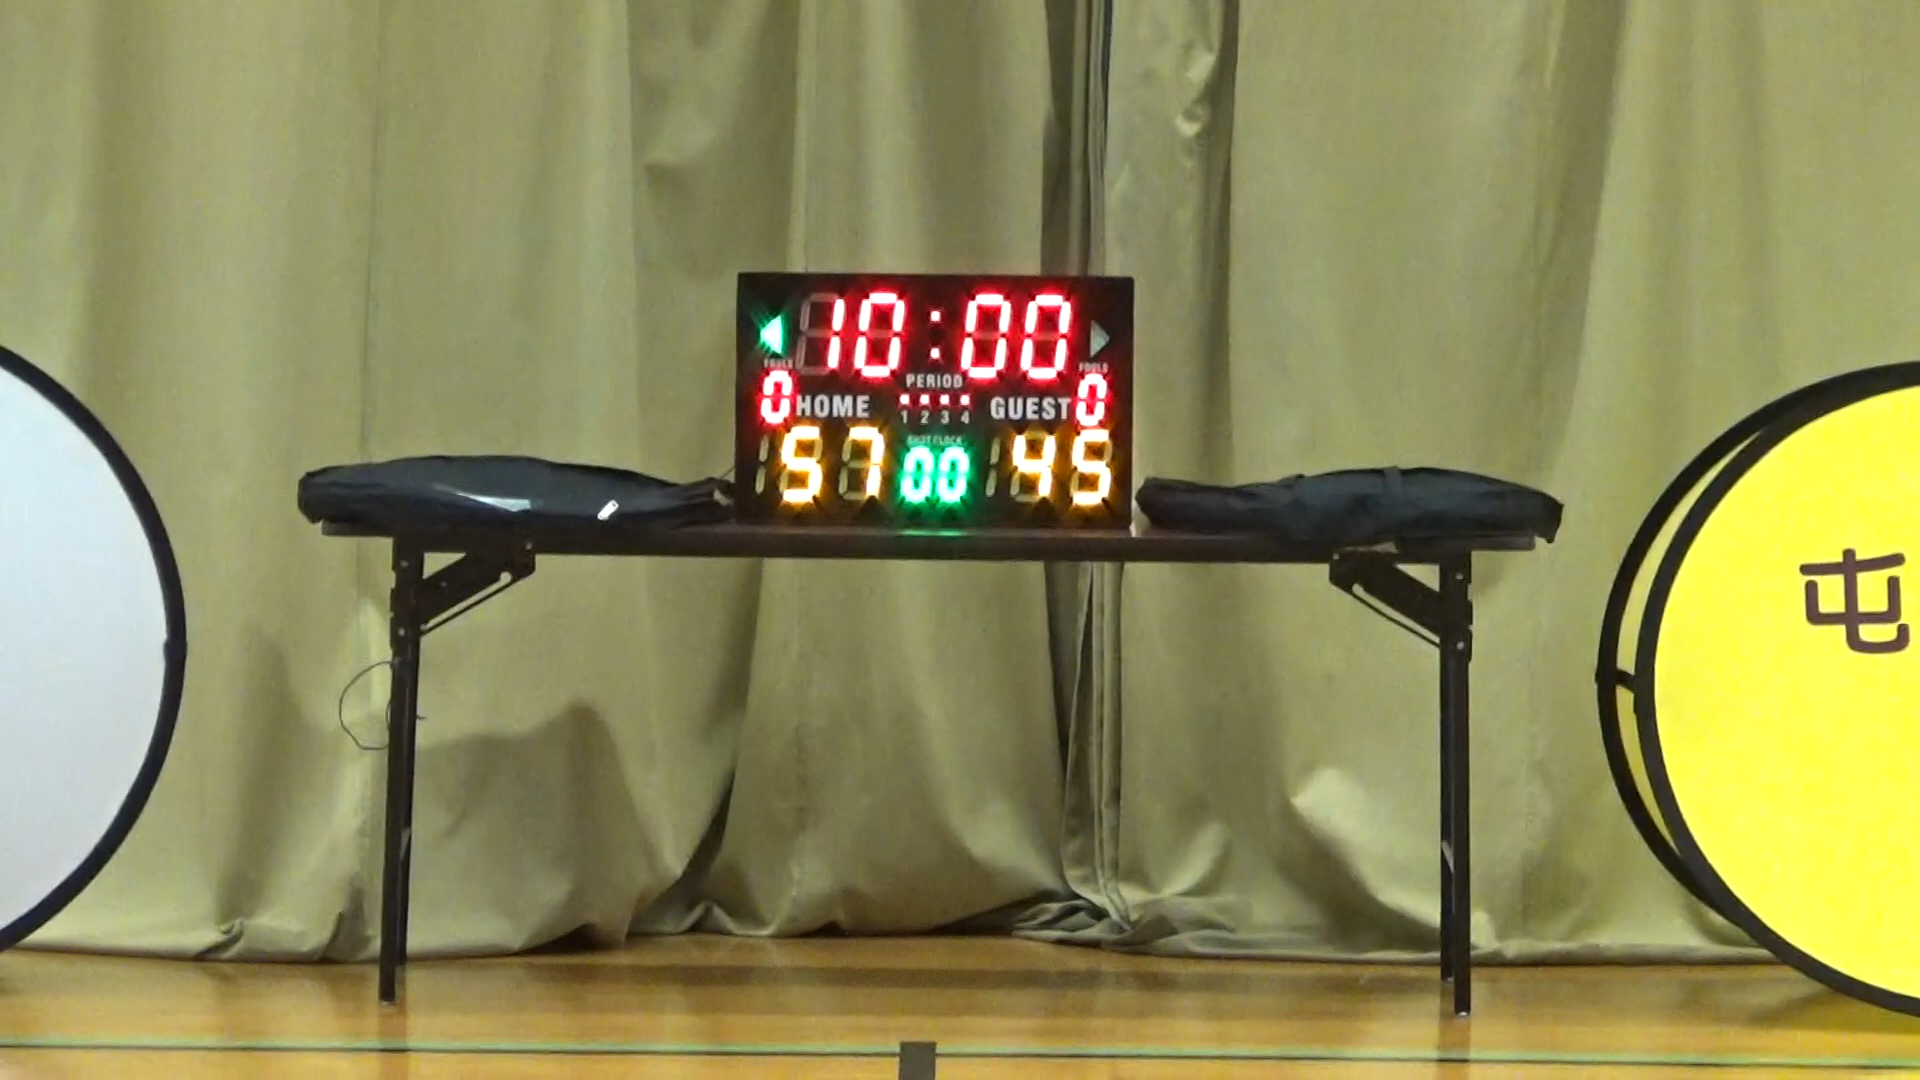 10:00
FOULS FOULS
PERIOD
0 HOME 1 2 3 4 GUEST 0
SHOT CLOCK
57 00 45
屯